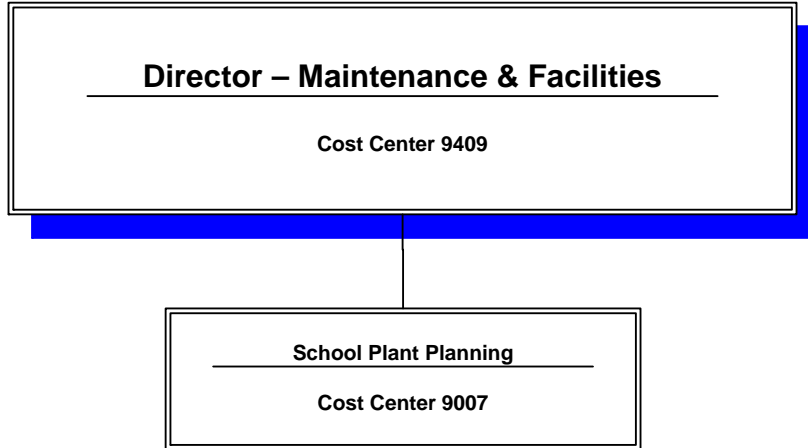 Director – Maintenance & Facilities
Cost Center 9409
School Plant Planning
Cost Center 9007